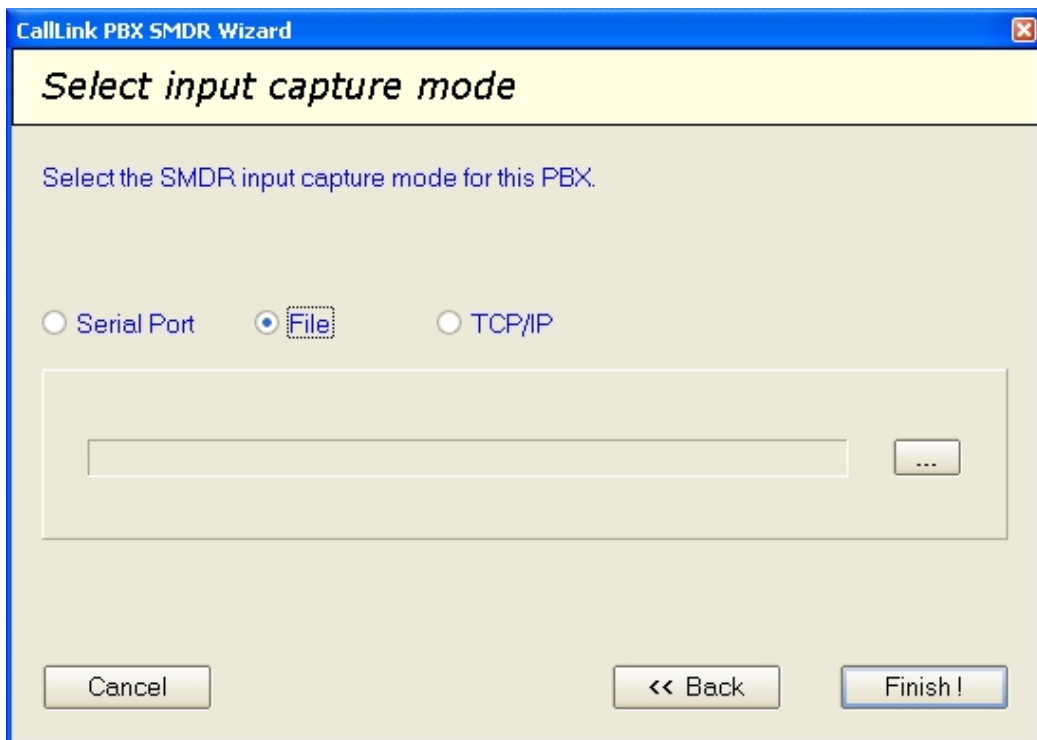 CallLink PBX SMDR Wizard
Select input capture mode
Select the SMDR input capture mode for this PBX.
Serial Port File TCP/IP
...
Cancel << Back Finish !